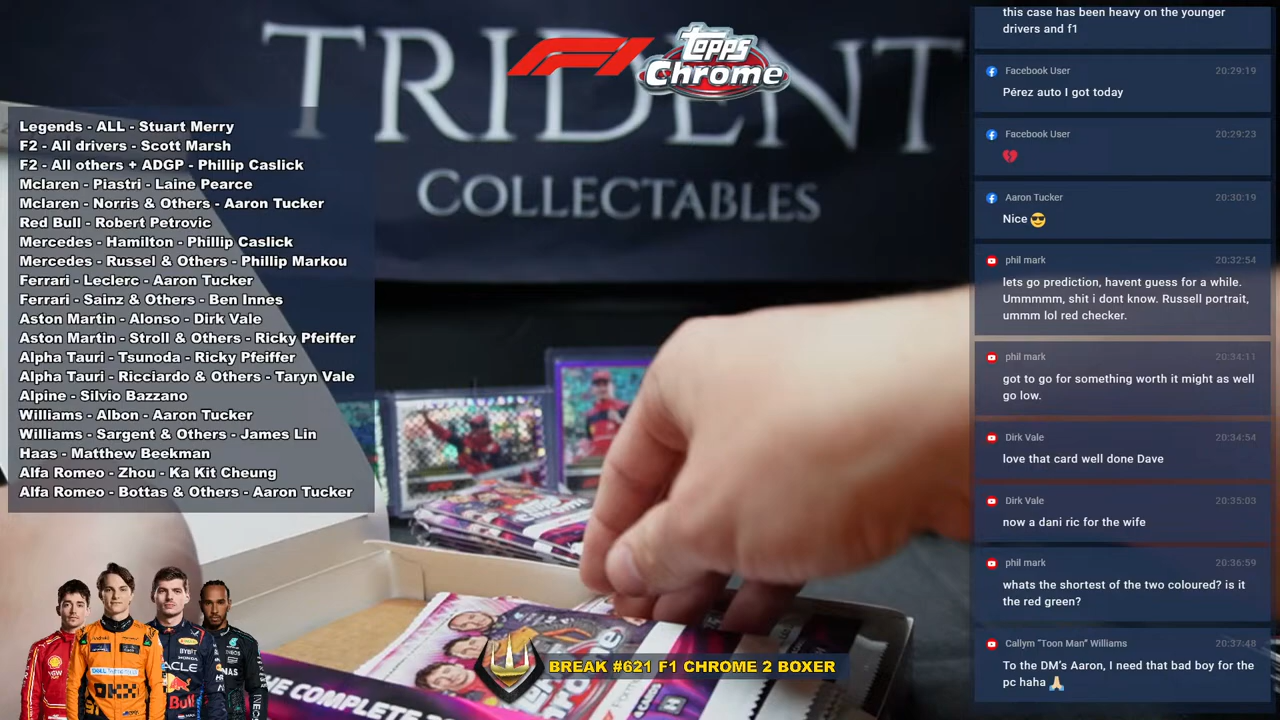 TRIDENT
COLLECTABLES
F1
Topps
Chrome
Legends - ALL - Stuart Merry
F2 - All drivers - Scott Marsh
F2 - All others + ADGP - Phillip Caslick
Mclaren - Piastri - Laine Pearce
Mclaren - Norris & Others - Aaron Tucker
Red Bull - Robert Petrovic
Mercedes - Hamilton - Phillip Caslick
Mercedes - Russel & Others - Phillip Markou
Ferrari - Leclerc - Aaron Tucker
Ferrari - Sainz & Others - Ben Innes
Aston Martin - Alonso - Dirk Vale
Aston Martin - Stroll & Others - Ricky Pfeiffer
Alpha Tauri - Tsunoda - Ricky Pfeiffer
Alpha Tauri - Ricciardo & Others - Taryn Vale
Alpine - Silvio Bazzano
Williams - Albon - Aaron Tucker
Williams - Sargent & Others - James Lin
Haas - Matthew Beekman
Alfa Romeo - Zhou - Ka Kit Cheung
Alfa Romeo - Bottas & Others - Aaron Tucker
this case has been heavy on the younger
drivers and f1
Facebook User 20:29:19
Pérez auto I got today
Facebook User 20:29:23
💔
Aaron Tucker 20:30:19
Nice 😎
phil mark 20:32:54
lets go prediction, havent guess for a while.
Ummmmm, shit i dont know. Russell portrait,
ummm lol red checker.
phil mark 20:34:11
got to go for something worth it might as well
go low.
Dirk Vale 20:34:54
love that card well done Dave
Dirk Vale 20:35:03
now a dani ric for the wife
phil mark 20:36:59
whats the shortest of the two coloured? is it
the red green?
Callym "Toon Man" Williams 20:37:48
To the DM's Aaron, I need that bad boy for the
pc haha 🙏🏻
BREAK #621 F1 CHROME 2 BOXER
THE COMPLETE